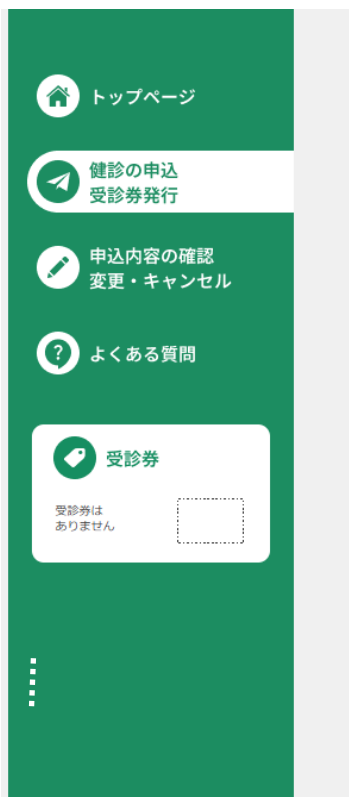 トップページ
健診の申込
受診券発行
申込内容の確認
変更・キャンセル
よくある質問
受診券
受診券は
ありません